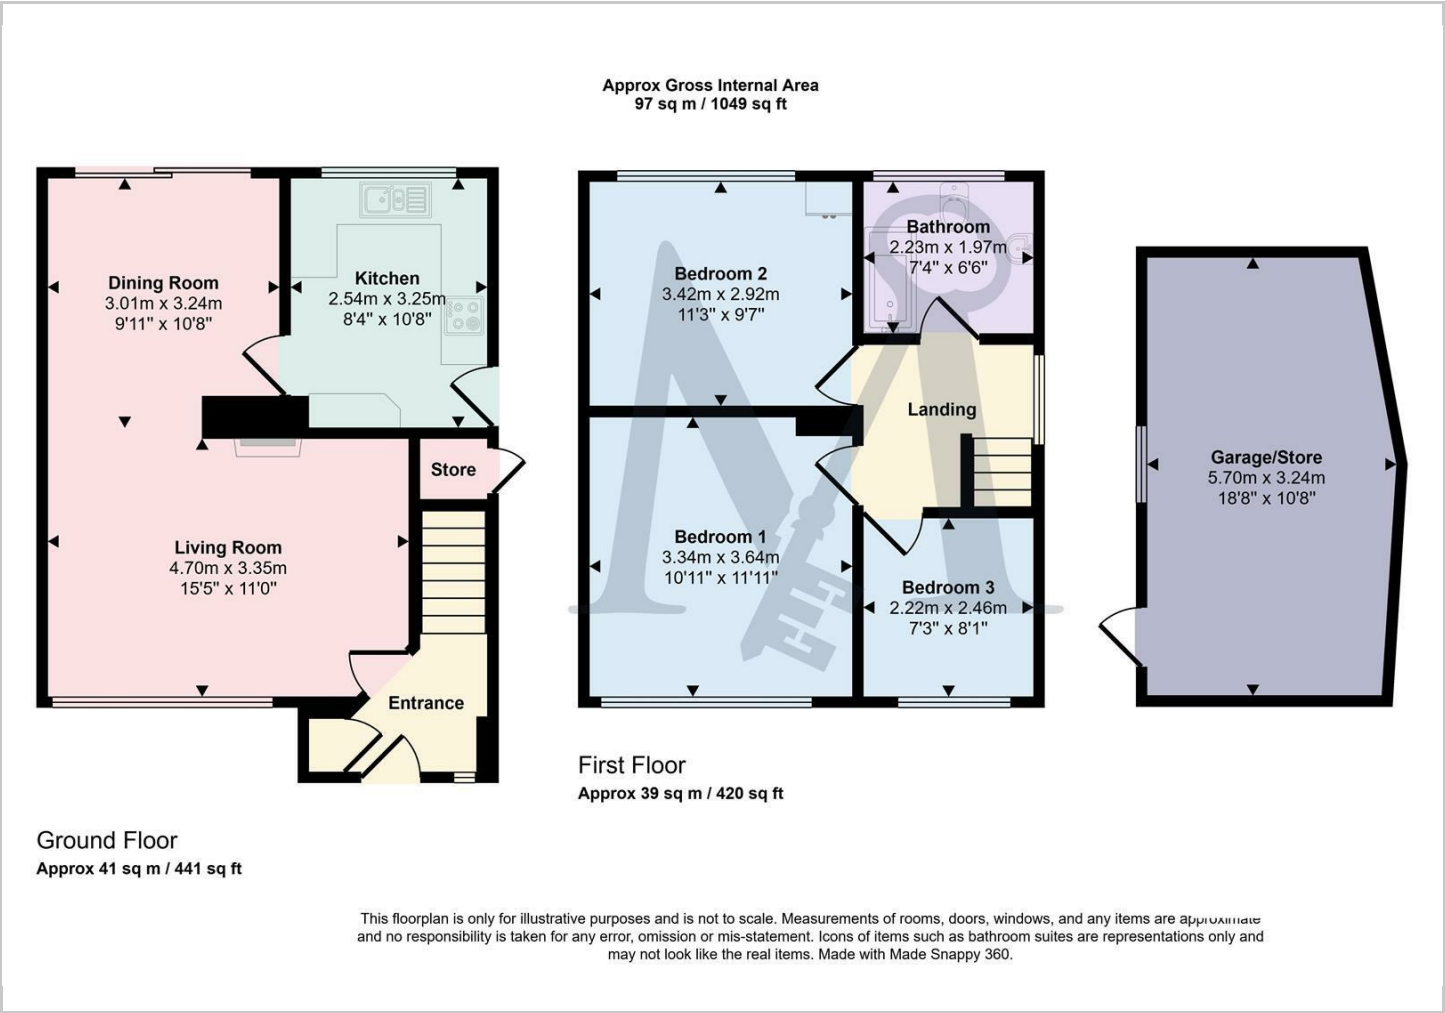 Approx Gross Internal Area
97 sq m / 1049 sq ft
Dining Room
3.01m x 3.24m
9'11" x 10'8"
Kitchen
2.54m x 3.25m
8'4" x 10'8"
Store
Living Room
4.70m x 3.35m
15'5" x 11'0"
Entrance
Ground Floor
Approx 41 sq m / 441 sq ft
Bedroom 2
3.42m x 2.92m
11'3" x 9'7"
Bathroom
2.23m x 1.97m
7'4" x 6'6"
Landing
Bedroom 1
3.34m x 3.64m
10'11" x 11'11"
Bedroom 3
2.22m x 2.46m
7'3" x 8'1"
First Floor
Approx 39 sq m / 420 sq ft
Garage/Store
5.70m x 3.24m
18'8" x 10'8"
This floorplan is only for illustrative purposes and is not to scale. Measurements of rooms, doors, windows, and any items are approximate
and no responsibility is taken for any error, omission or mis-statement. Icons of items such as bathroom suites are representations only and
may not look like the real items. Made with Made Snappy 360.